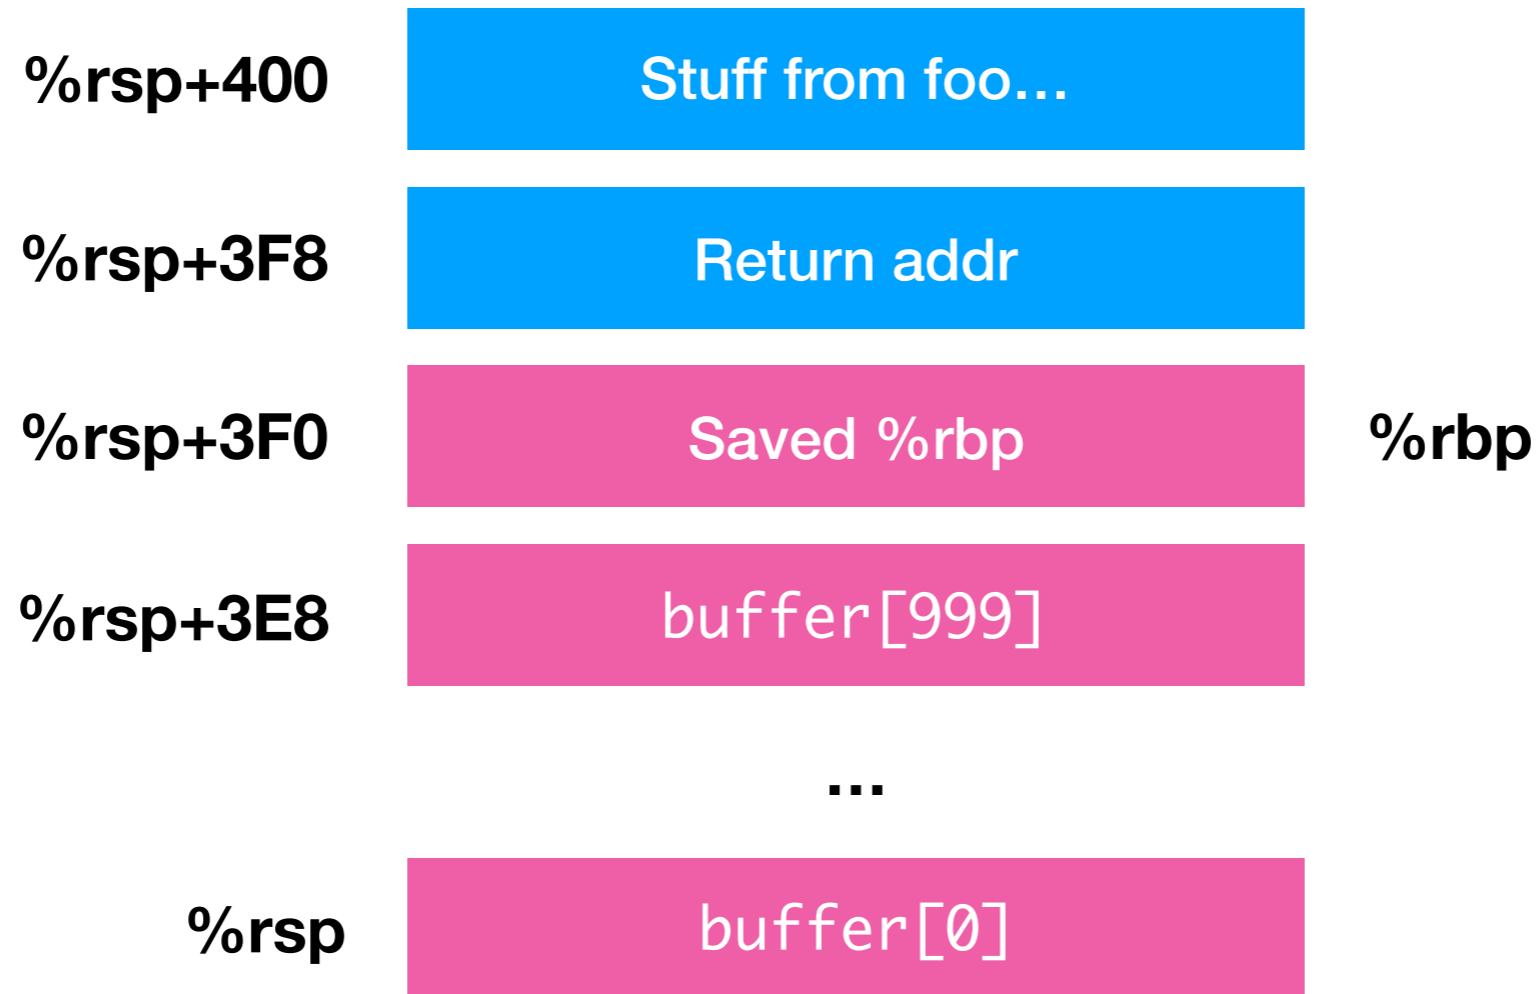 %rsp+400 Stuff from foo...
%rsp+3F8 Return addr
%rsp+3F0 Saved %rbp %rbp
%rsp+3E8 buffer[999]
...
%rsp buffer[0]